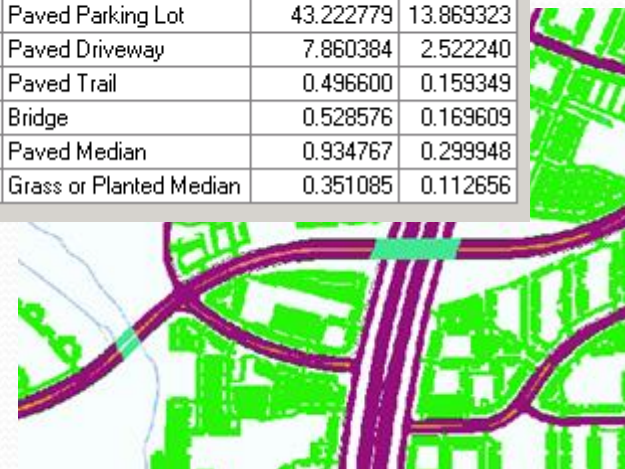 Paved Parking Lot 43.222779 13.869323
Paved Driveway 7.860384 2.522240
Paved Trail 0.496600 0.159349
Bridge 0.528576 0.169609
Paved Median 0.934767 0.299948
Grass or Planted Median 0.351085 0.112656